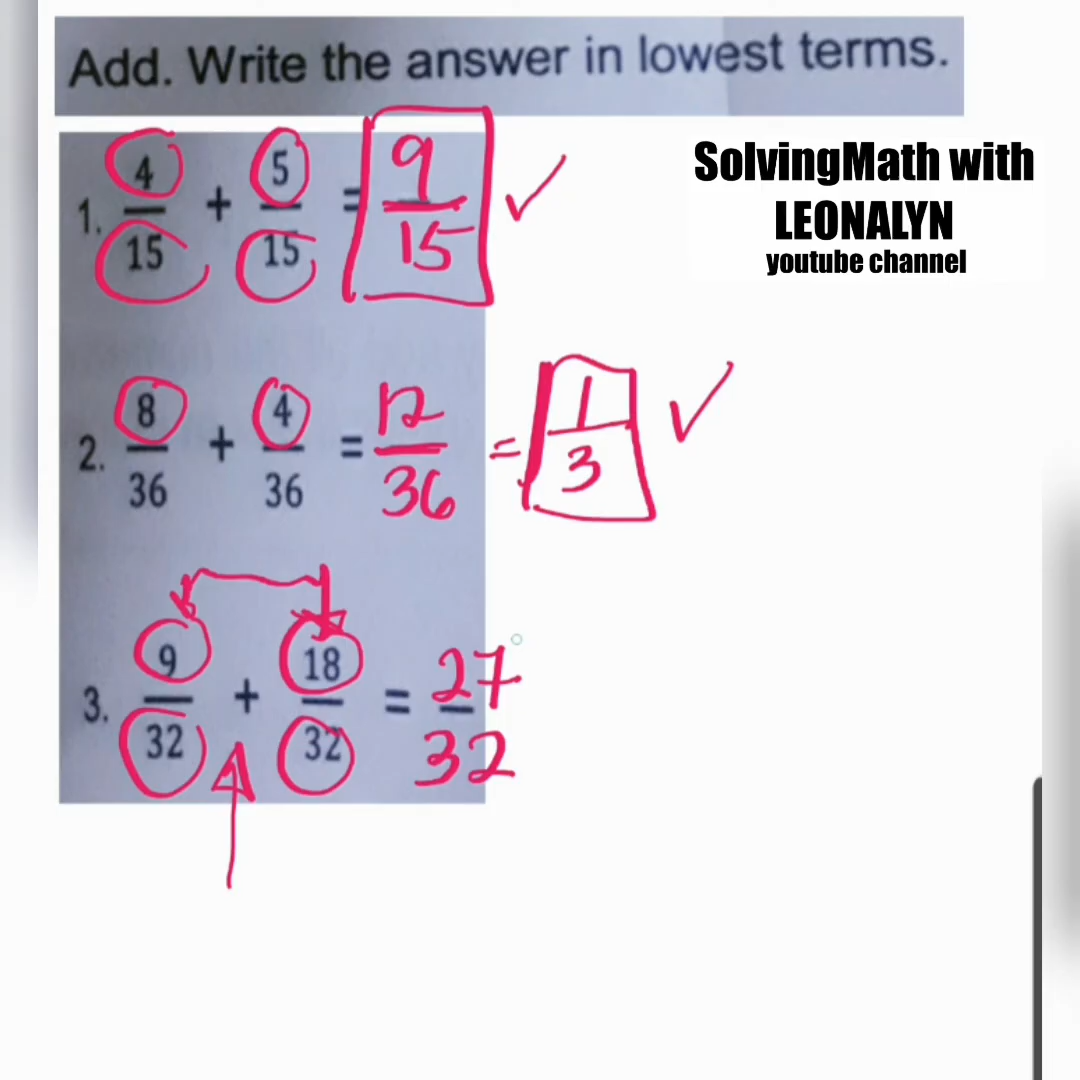 Add. Write the answer in lowest terms.
SolvingMath with
LEONALYN
youtube channel
1. 4/15 + 5/15 = 9/15
2. 8/36 + 4/36 = 12/36 = 1/3
3. 9/32 + 18/32 = 27/32